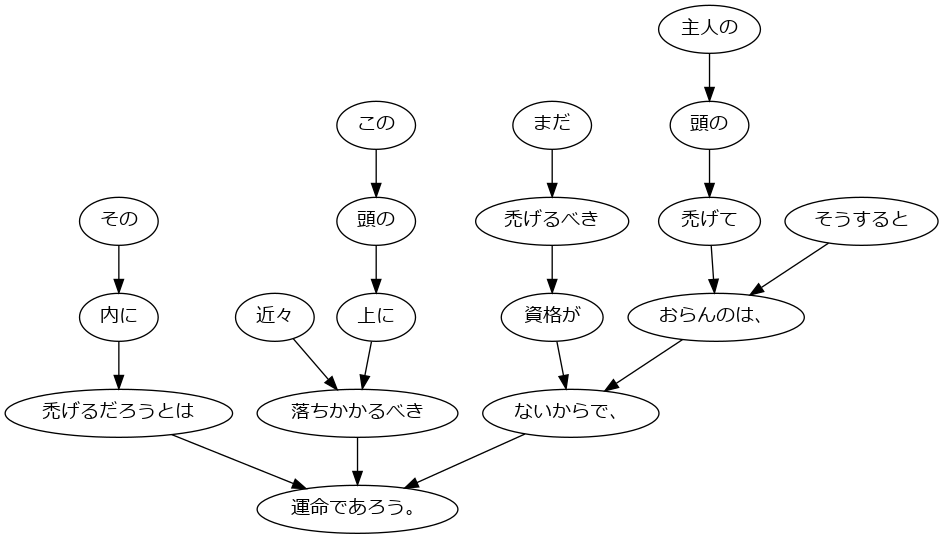 主人の
この
まだ
頭の
その
頭の
禿げるべき
禿げて
そうすると
内に
近々
上に
資格が
おらんのは、
禿げるだろうとは
落ちかかるべき
ないからで、
運命であろう。